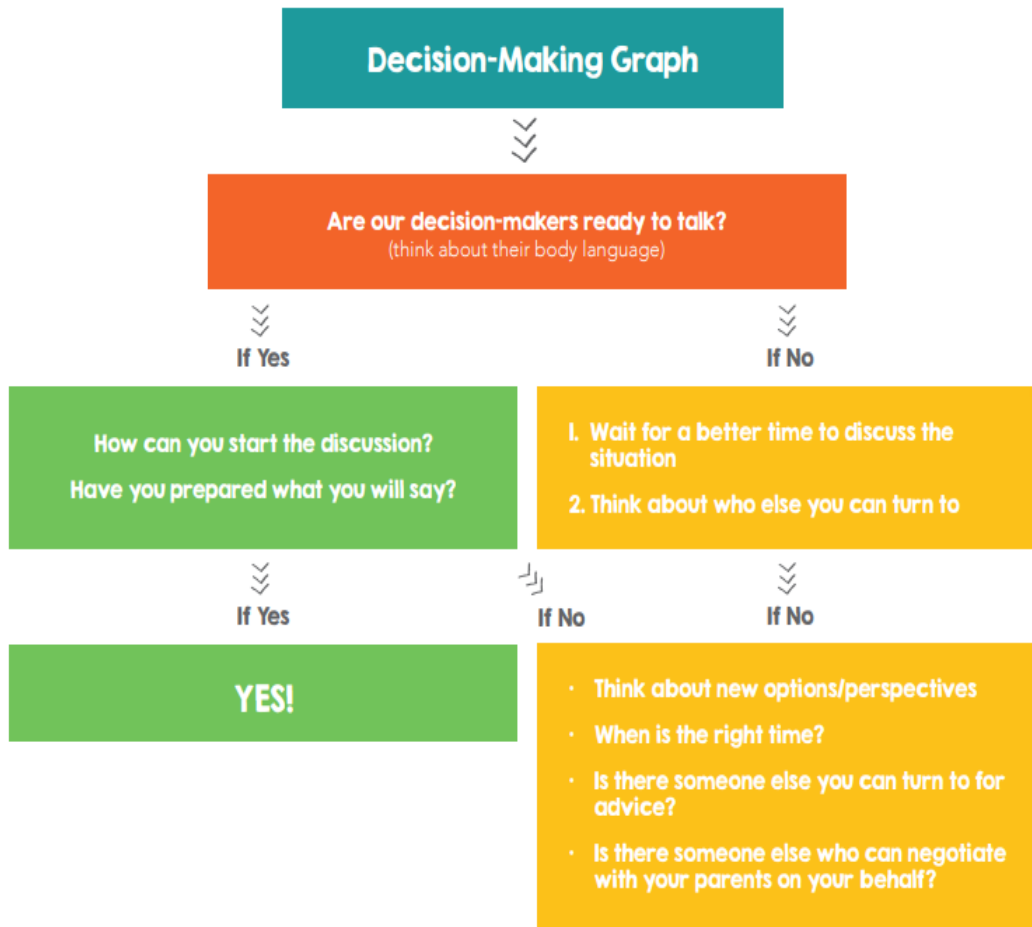 Decision-Making Graph
Are our decision-makers ready to talk?
(think about their body language)
If Yes
If No
How can you start the discussion?
Have you prepared what you will say?
1. Wait for a better time to discuss the
situation
2. Think about who else you can turn to
If Yes
If No
If No
YES!
· Think about new options/perspectives
· When is the right time?
· Is there someone else you can turn to for
advice?
· Is there someone else who can negotiate
with your parents on your behalf?